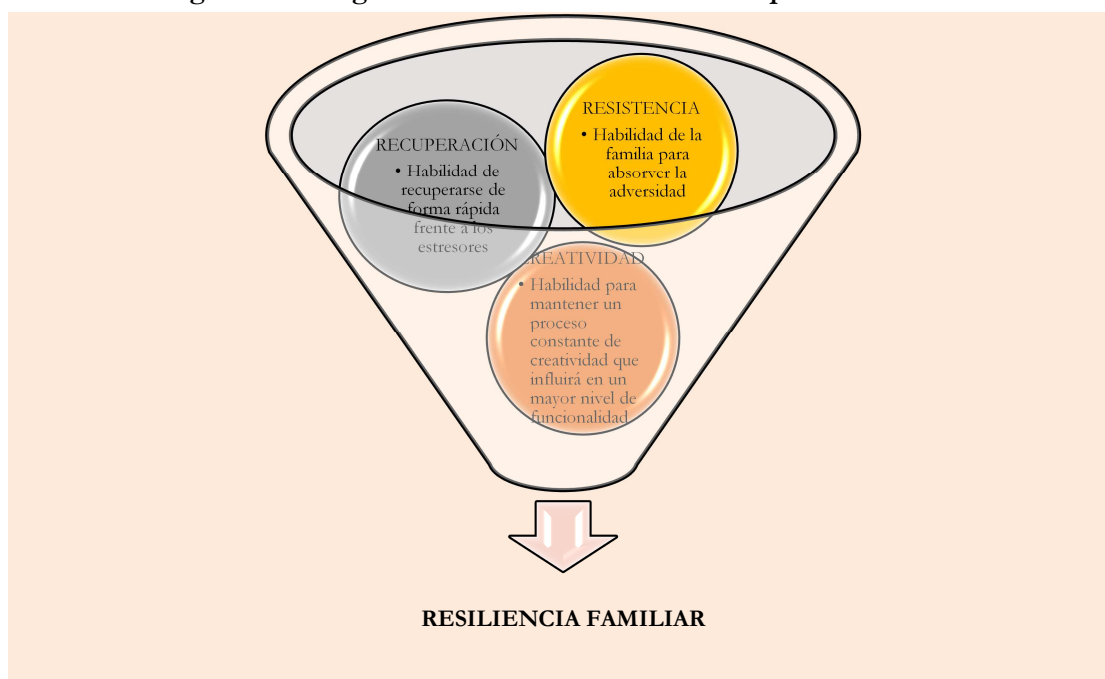 RECUPERACIÓN
• Habilidad de
recuperarse de
forma rápida
frente a los
estresores
RESISTENCIA
• Habilidad de la
familia para
absorver la
adversidad
CREATIVIDAD
• Habilidad para
mantener un
proceso
constante de
creatividad que
influirá en un
mayor nivel de
funcionalidad
RESILIENCIA FAMILIAR